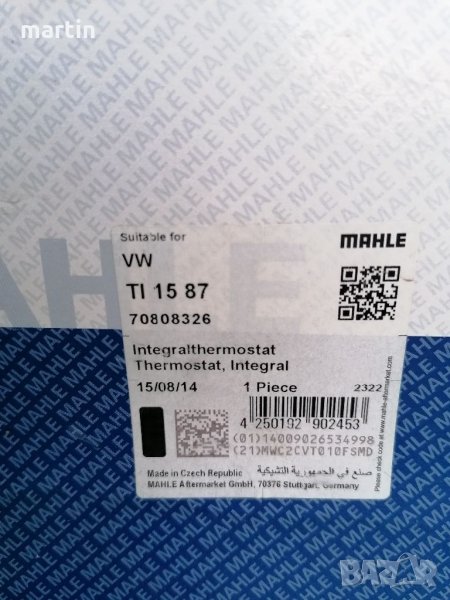 martin
MAHLE
Suitable for
MAHLE
VW
TI 15 87
70808326
Integralthermostat
Thermostat, Integral
15/08/14 1 Piece 2322
4 250192 902453
(01)14009026534998
(21)MWC2CVT010FSMD
Made in Czech Republic صنع في الجمهورية التشيكية
MAHLE Aftermarket GmbH, 70376 Stuttgart, Germany
Please check code at www.mahle-aftermarket.com
BAZAR